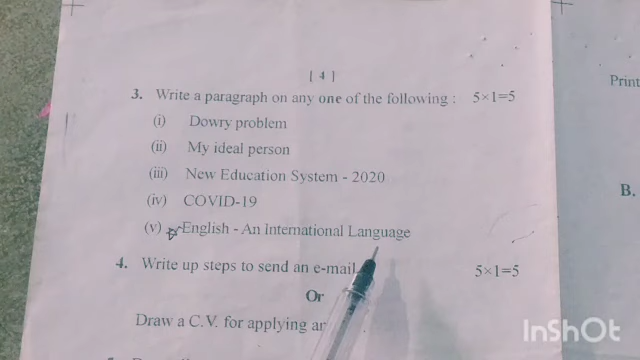 [ 4 ]
3. Write a paragraph on any one of the following : 5×1=5
(i) Dowry problem
(ii) My ideal person
(iii) New Education System - 2020
(iv) COVID-19
(v) English - An International Language
4. Write up steps to send an e-mail. 5×1=5
Or
Draw a C.V. for applying
Print
B.
InShOt